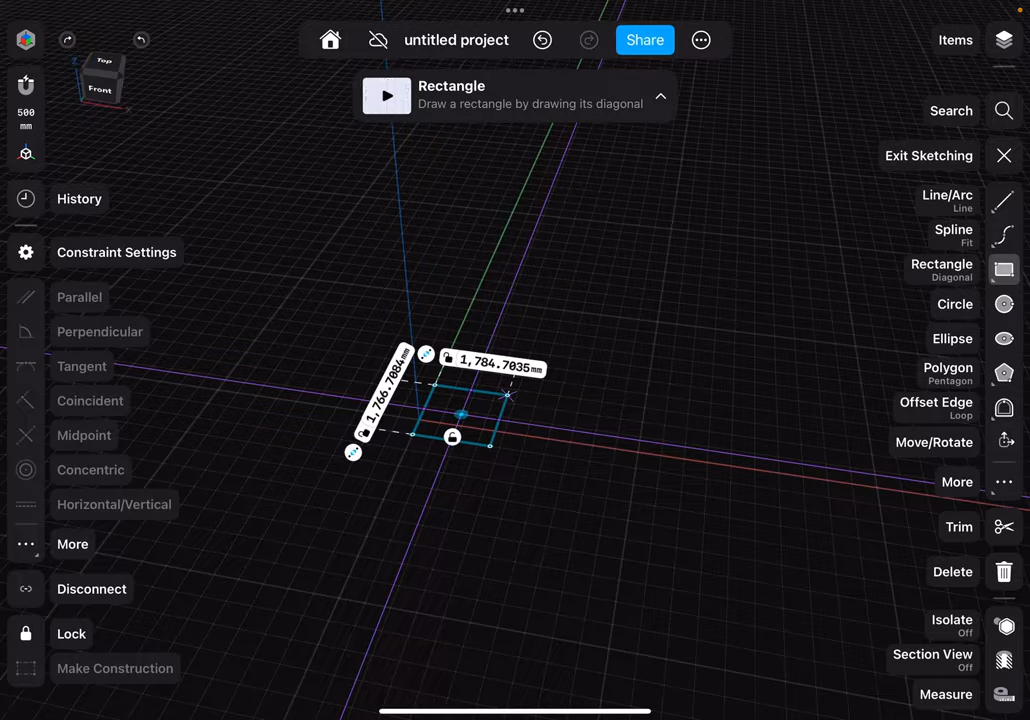 untitled project
Share
Items
Top
Front
Z
X
Rectangle
Draw a rectangle by drawing its diagonal
500
mm
Search
Exit Sketching
History
Line/Arc
Line
Spline
Fit
Constraint Settings
Rectangle
Diagonal
Parallel
Circle
Perpendicular
Ellipse
Tangent
Polygon
Pentagon
1,784.7035mm
1,766.7084mm
Coincident
Offset Edge
Loop
Midpoint
Move/Rotate
Concentric
More
Horizontal/Vertical
Trim
More
Delete
Disconnect
Isolate
Off
Lock
Section View
Off
Make Construction
Measure